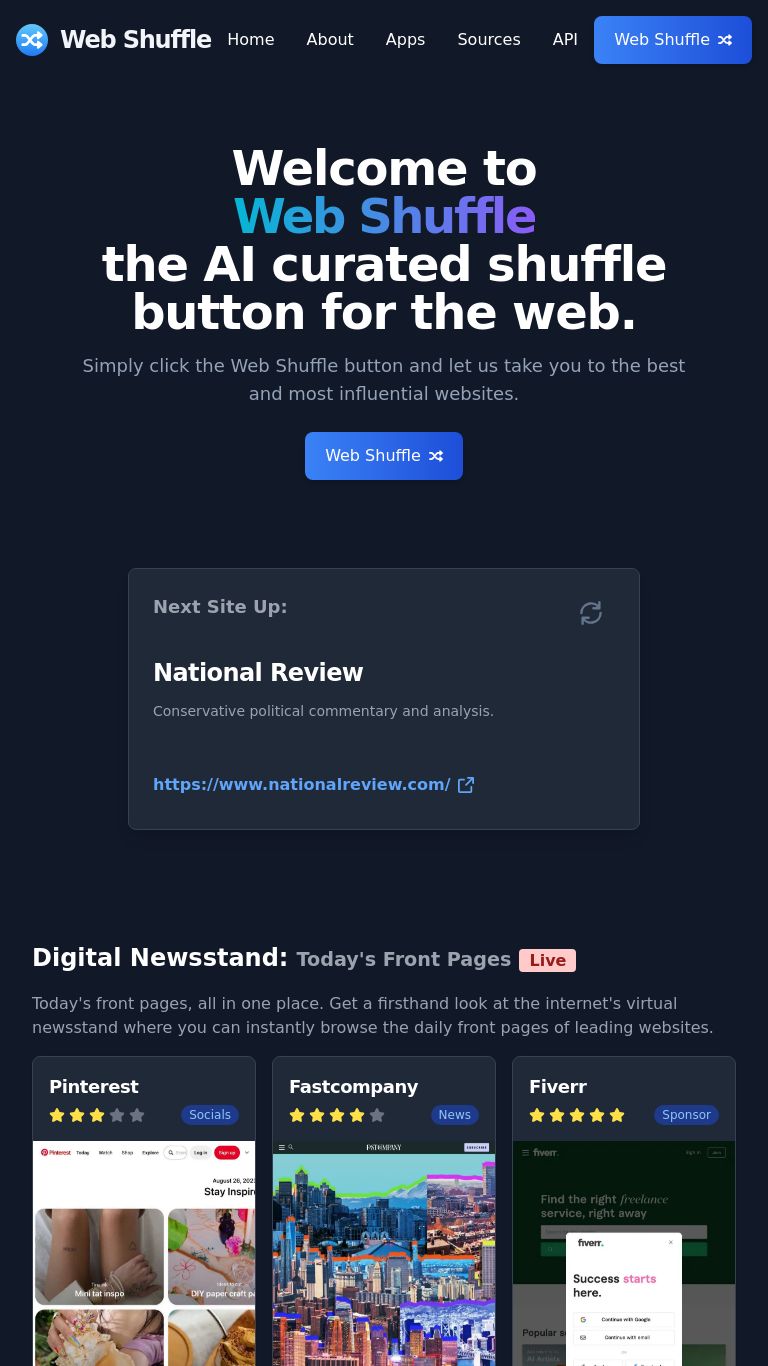 Web Shuffle Home About Apps Sources API Web Shuffle
Welcome to
Web Shuffle
the AI curated shuffle
button for the web.
Simply click the Web Shuffle button and let us take you to the best
and most influential websites.
Web Shuffle
Next Site Up:
National Review
Conservative political commentary and analysis.
https://www.nationalreview.com/
Digital Newsstand: Today's Front Pages Live
Today's front pages, all in one place. Get a firsthand look at the internet's virtual
newsstand where you can instantly browse the daily front pages of leading websites.
Pinterest
Socials
Pinterest Today Watch Shop Explore Log in Sign up
August 26, 202
Stay Inspir
Mini tat inspo
DIY paper craft pa
Fastcompany
News
FAST COMPANY SUBSCRIBE
Fiverr
Sponsor
fiverr. Sign in Join
Find the right freelance
service, right away
fiverr.
Success starts
here.
Continue with Google
Continue with email
Popular s